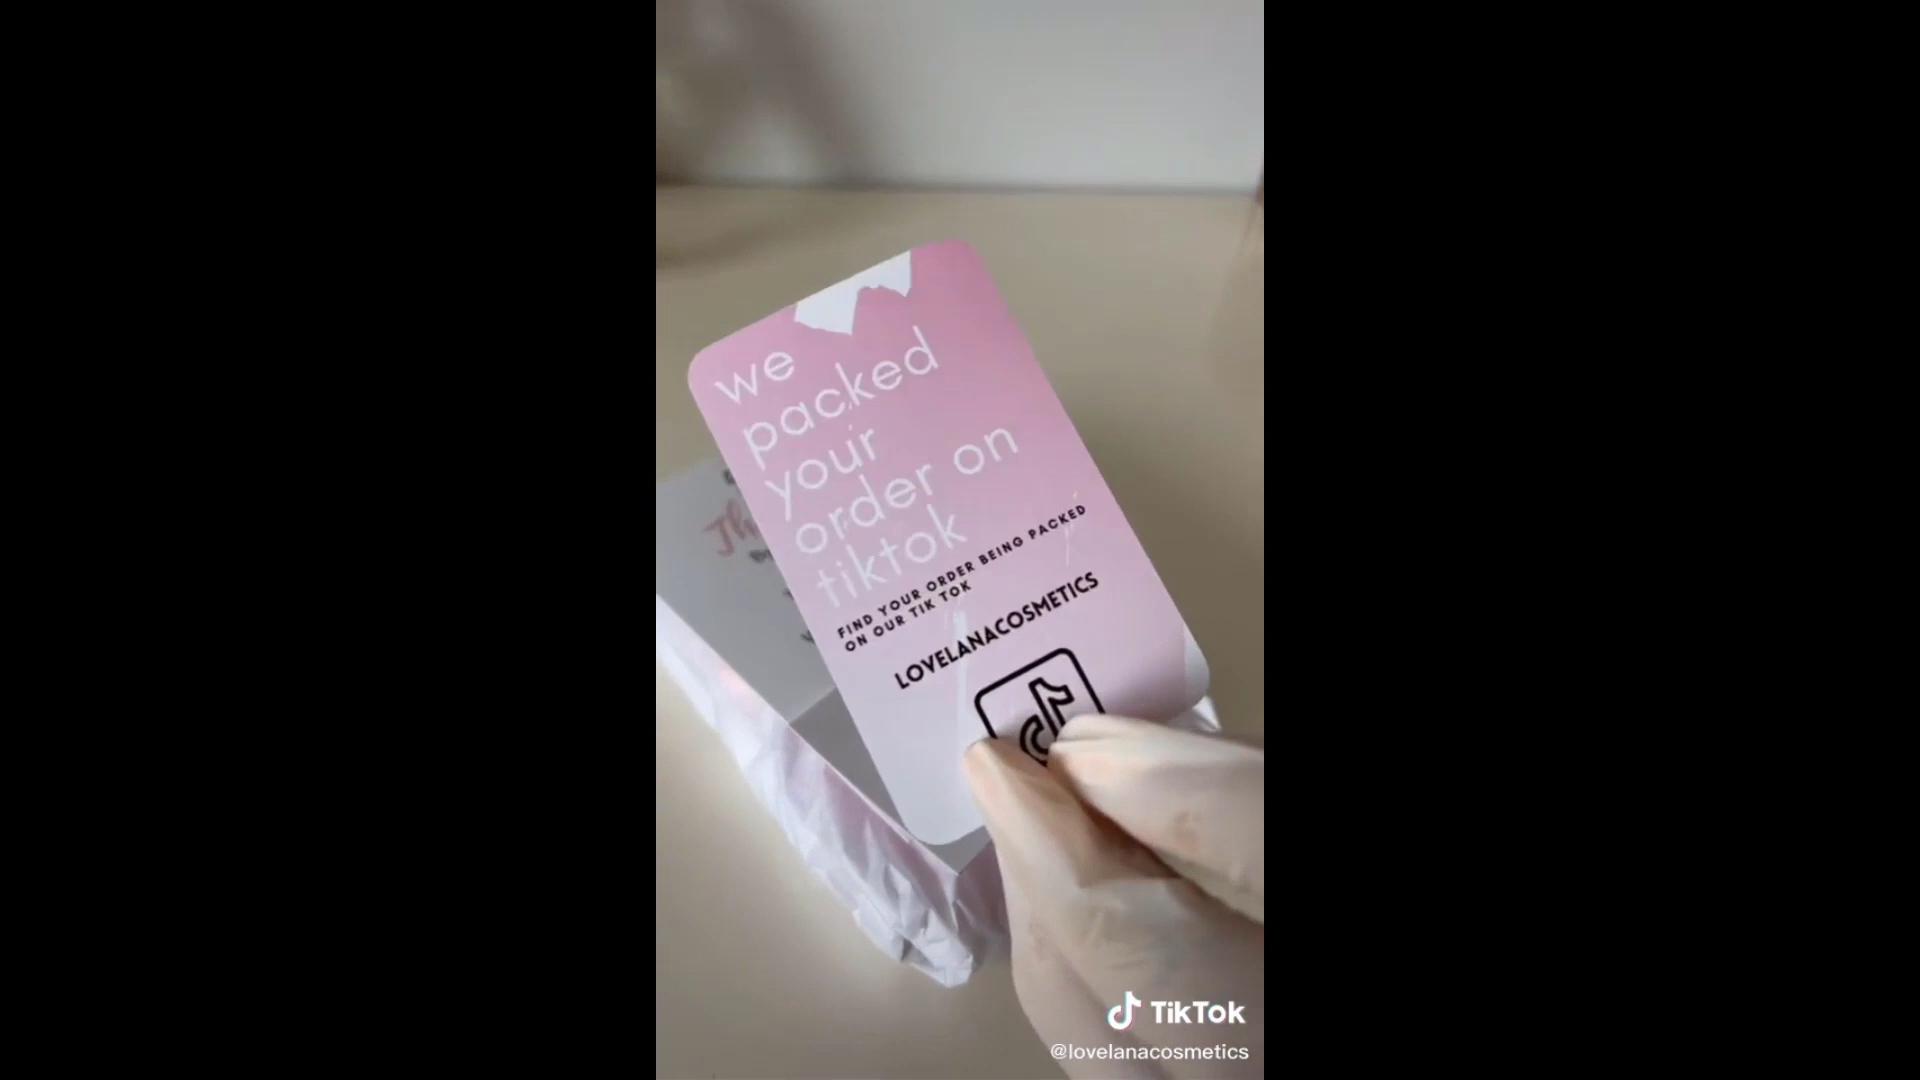 we
packed
your
order on
tiktok
FIND YOUR ORDER BEING PACKED
ON OUR TIK TOK
LOVELANACOSMETICS
TikTok
@lovelanacosmetics